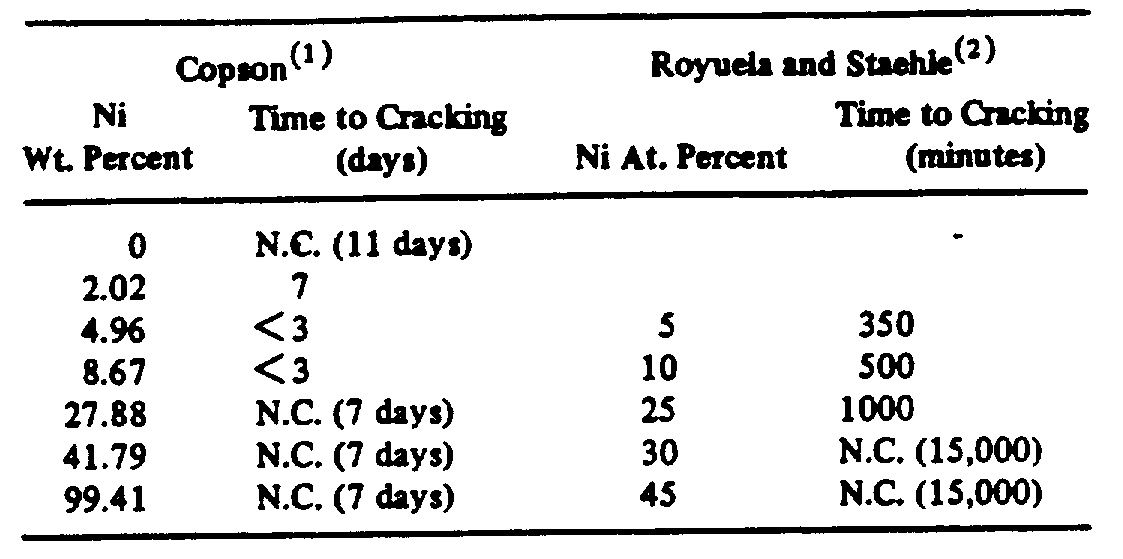 Copson(1) Royuela and Staehle(2)
Ni Time to Cracking Time to Cracking
Wt. Percent (days) Ni At. Percent (minutes)
0 N.C. (11 days) -
2.02 7
4.96 <3 5 350
8.67 <3 10 500
27.88 N.C. (7 days) 25 1000
41.79 N.C. (7 days) 30 N.C. (15,000)
99.41 N.C. (7 days) 45 N.C. (15,000)